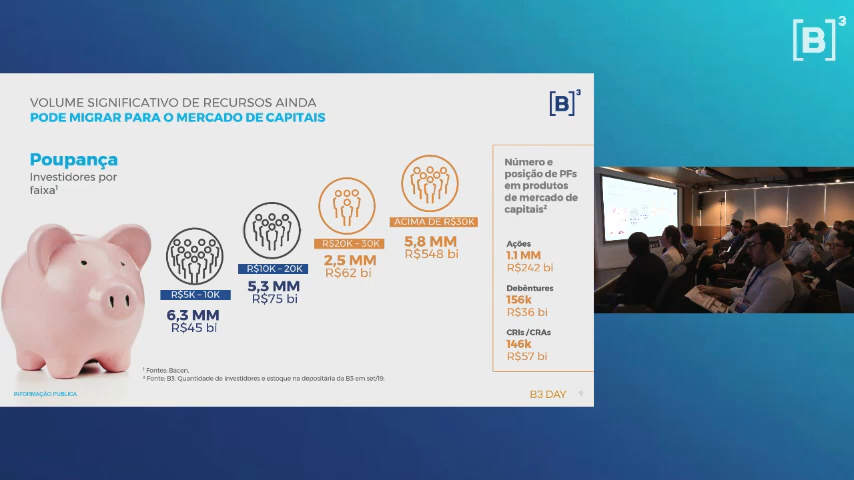 [B]³
VOLUME SIGNIFICATIVO DE RECURSOS AINDA
PODE MIGRAR PARA O MERCADO DE CAPITAIS
[B]³
Poupança
Investidores por
faixa¹
R$5K - 10K
6,3 MM
R$45 bi
R$10K - 20K
5,3 MM
R$75 bi
R$20K - 30K
2,5 MM
R$62 bi
ACIMA DE R$30K
5,8 MM
R$548 bi
Número e
posição de PFs
em produtos
de mercado de
capitais²
Ações
1.1 MM
R$242 bi
Debêntures
156k
R$36 bi
CRIs /CRAs
146k
R$57 bi
¹ Fontes: Bacen.
² Fonte: B3. Quantidade de investidores e estoque na depositária da B3 em set/19.
INFORMAÇÃO PÚBLICA
B3 DAY 9